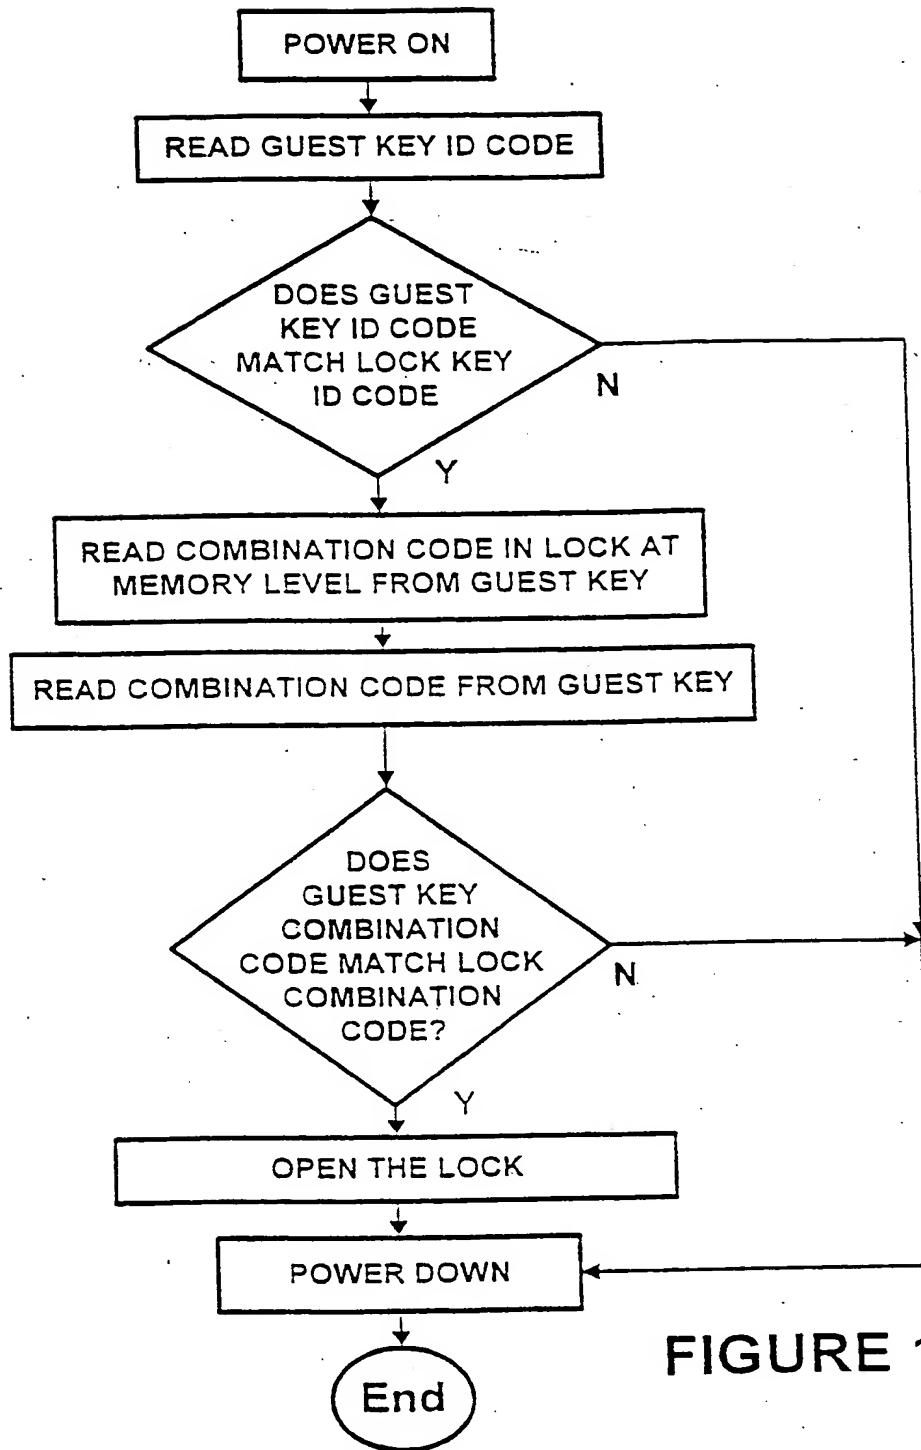 POWER ON
READ GUEST KEY ID CODE
DOES GUEST
KEY ID CODE
MATCH LOCK KEY
ID CODE
N
Y
READ COMBINATION CODE IN LOCK AT
MEMORY LEVEL FROM GUEST KEY
READ COMBINATION CODE FROM GUEST KEY
DOES
GUEST KEY
COMBINATION
CODE MATCH LOCK
COMBINATION
CODE?
N
Y
OPEN THE LOCK
POWER DOWN
End
FIGURE